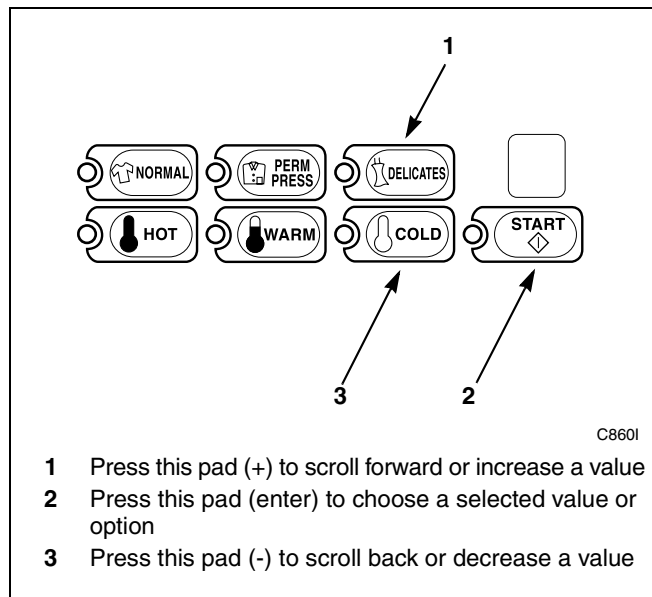 1
NORMAL
PERM
PRESS
DELICATES
HOT
WARM
COLD
START
3
2
C860I
1 Press this pad (+) to scroll forward or increase a value
2 Press this pad (enter) to choose a selected value or
option
3 Press this pad (-) to scroll back or decrease a value